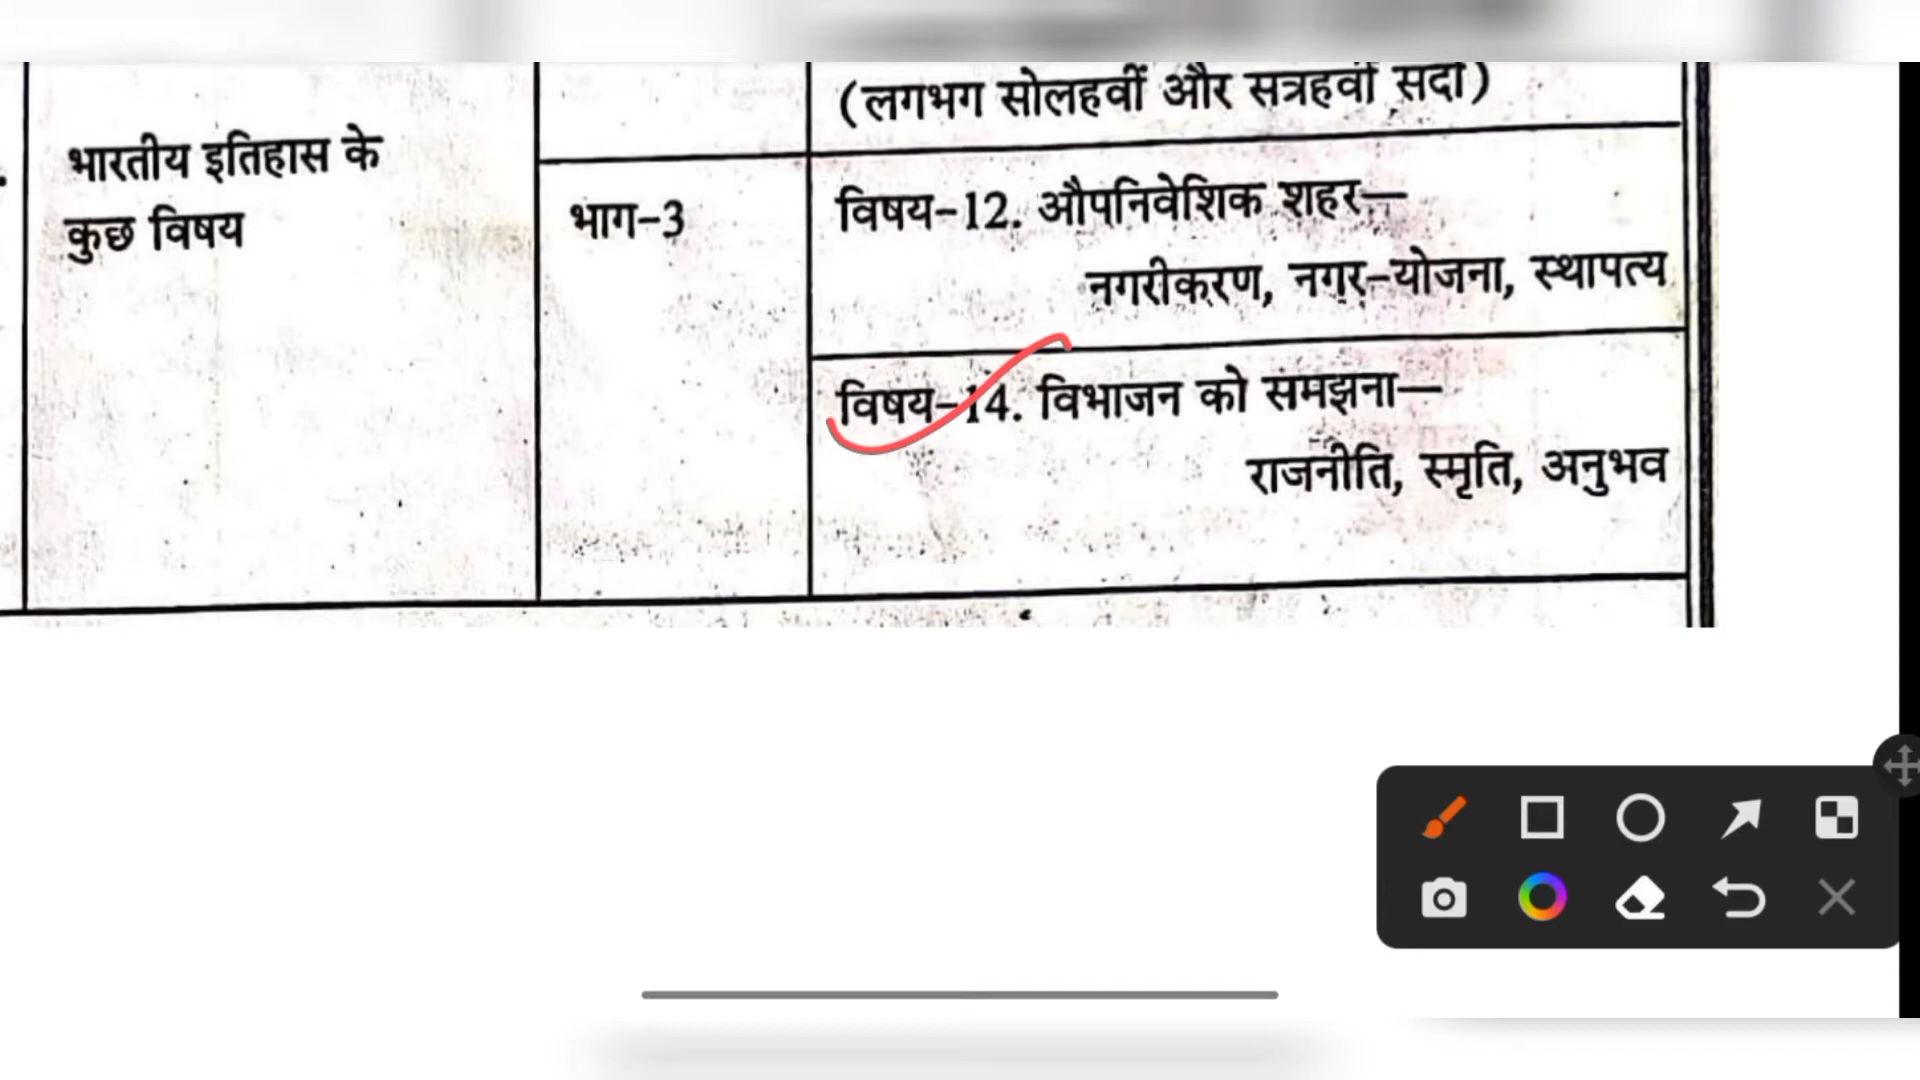 (लगभग सोलहवीं और सत्रहवीं सदी)
भारतीय इतिहास के
कुछ विषय
भाग-3
विषय-12. औपनिवेशिक शहर—
नगरीकरण, नगर-योजना, स्थापत्य
विषय-14. विभाजन को समझना—
राजनीति, स्मृति, अनुभव